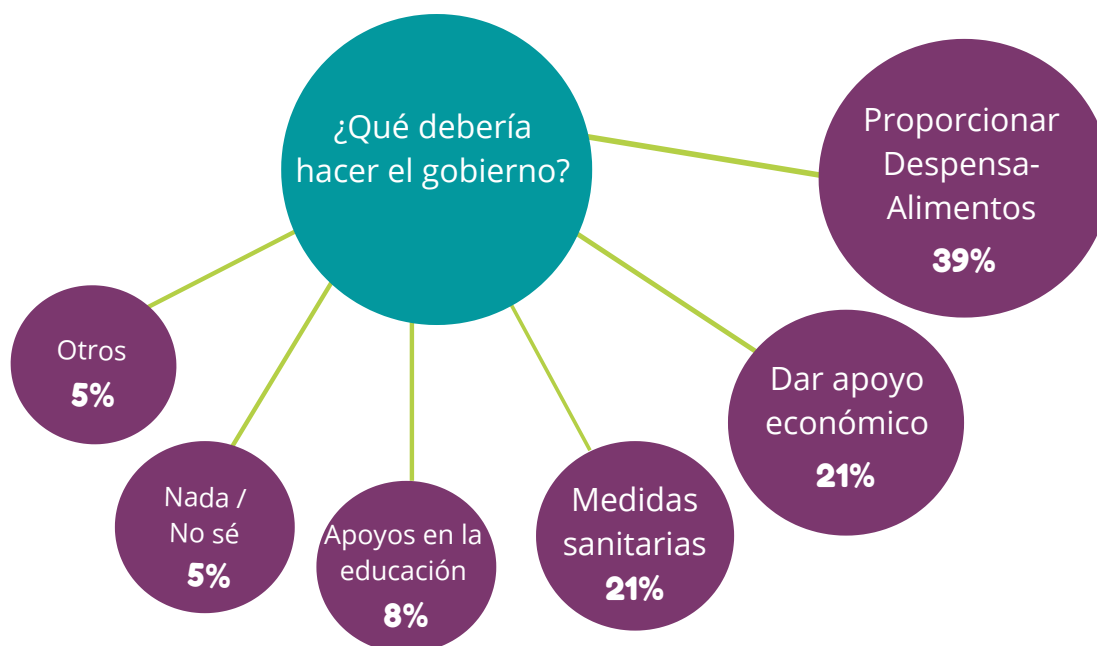 ¿Qué debería
hacer el gobierno?
Proporcionar
Despensa-
Alimentos
39%
Dar apoyo
económico
21%
Medidas
sanitarias
21%
Apoyos en la
educación
8%
Nada /
No sé
5%
Otros
5%